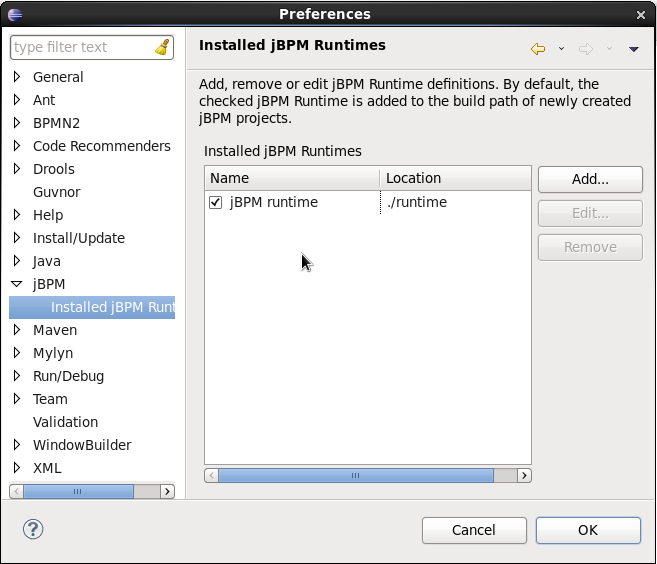 Preferences
type filter text
General
Ant
BPMN2
Code Recommenders
Drools
Guvnor
Help
Install/Update
Java
jBPM
Installed jBPM Runt
Maven
Mylyn
Run/Debug
Team
Validation
WindowBuilder
XML
Installed jBPM Runtimes
Add, remove or edit jBPM Runtime definitions. By default, the
checked jBPM Runtime is added to the build path of newly created
jBPM projects.
Installed jBPM Runtimes
Name Location
jBPM runtime ./runtime
Add...
Edit...
Remove
?
Cancel OK